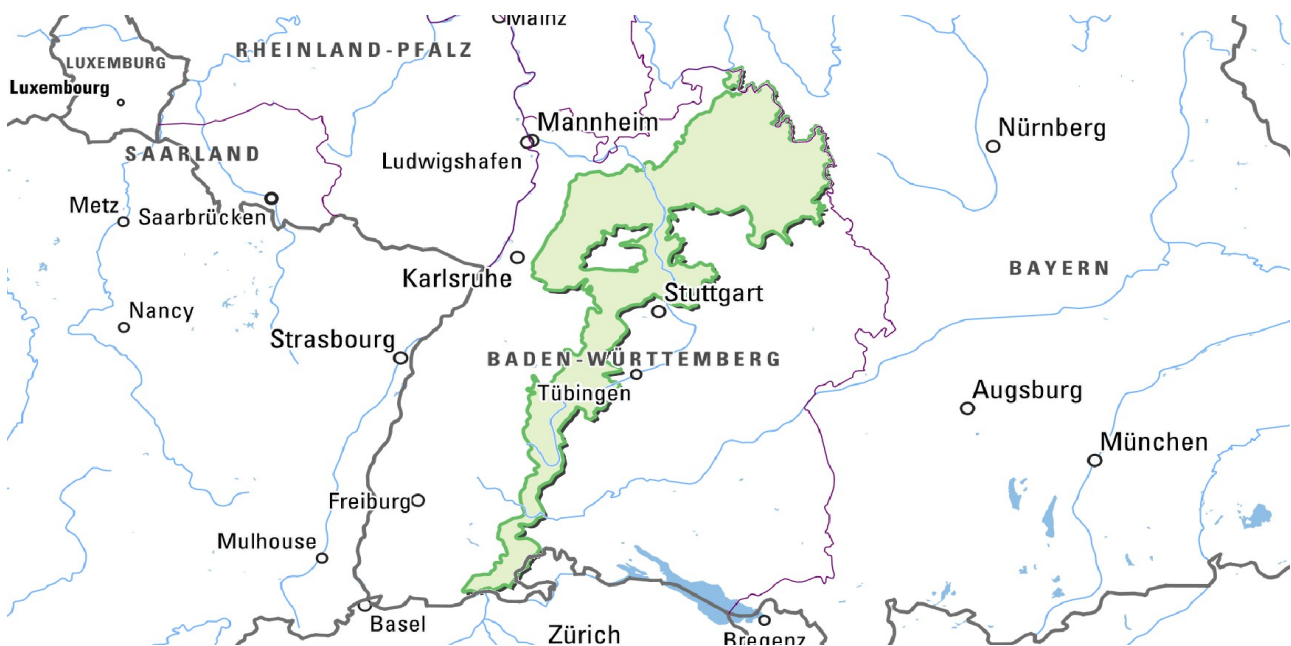 Mainz
RHEINLAND-PFALZ
LUXEMBURG
Luxembourg
Mannheim
Nürnberg
SAARLAND
Ludwigshafen
Metz
Saarbrücken
Karlsruhe
BAYERN
Stuttgart
Nancy
Strasbourg
BADEN-WÜRTTEMBERG
Tübingen
Augsburg
München
Freiburg
Mulhouse
Basel
Zürich
Bregenz